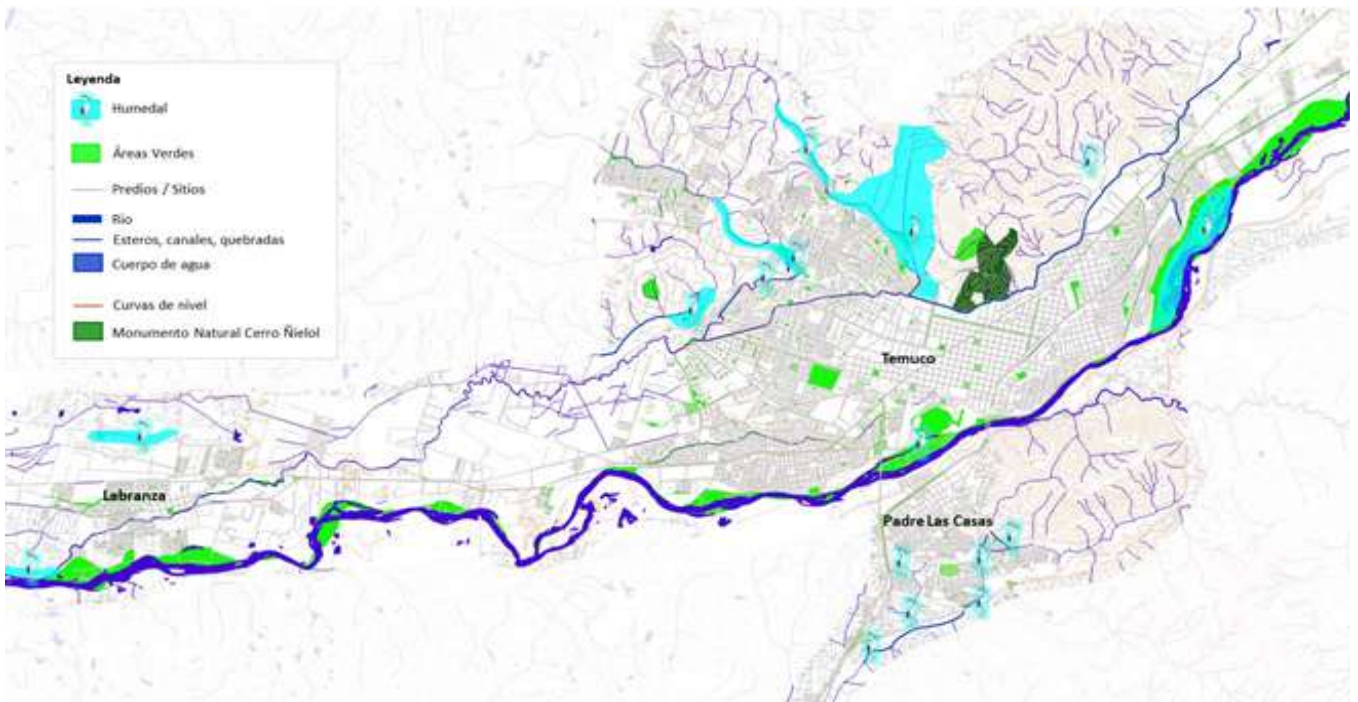 Leyenda
Humedal
Áreas Verdes
Predios / Sitios
Río
Esteros, canales, quebradas
Cuerpo de agua
Curvas de nivel
Monumento Natural Cerro Ñielol
Temuco
Labranza
Padre Las Casas